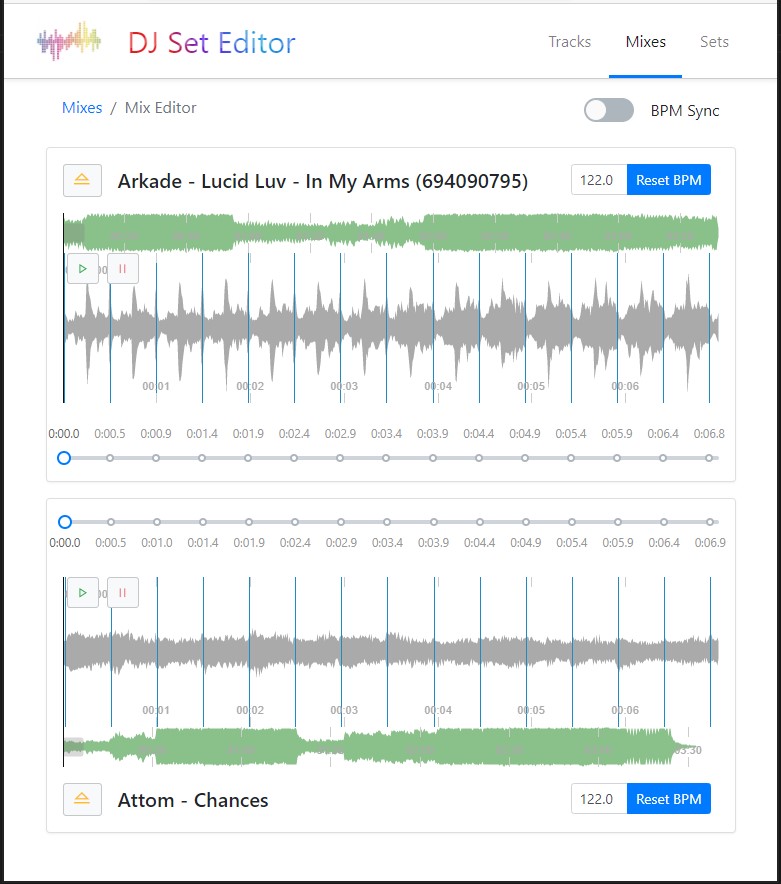 DJ Set Editor
Tracks Mixes Sets
Mixes / Mix Editor
BPM Sync
Arkade - Lucid Luv - In My Arms (694090795)
122.0 Reset BPM
00:01 00:02 00:03 00:04 00:05 00:06
0:00.0 0:00.5 0:00.9 0:01.4 0:01.9 0:02.4 0:02.9 0:03.4 0:03.9 0:04.4 0:04.9 0:05.4 0:05.9 0:06.4 0:06.8
0:00.0 0:00.5 0:01.0 0:01.4 0:01.9 0:02.4 0:02.9 0:03.4 0:03.9 0:04.4 0:04.9 0:05.4 0:05.9 0:06.4 0:06.9
00:01 00:02 00:03 00:04 00:05 00:06
Attom - Chances
122.0 Reset BPM